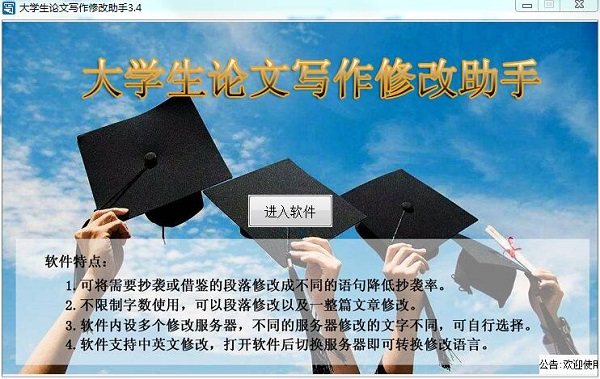 大学生论文写作修改助手3.4
大学生论文写作修改助手
进入软件
软件特点：
1.可将需要抄袭或借鉴的段落修改成不同的语句降低抄袭率。
2.不限制字数使用，可以段落修改以及一整篇文章修改。
3.软件内设多个修改服务器，不同的服务器修改的文字不同，可自行选择。
4.软件支持中英文修改，打开软件后切换服务器即可转换修改语言。
公告:欢迎使用